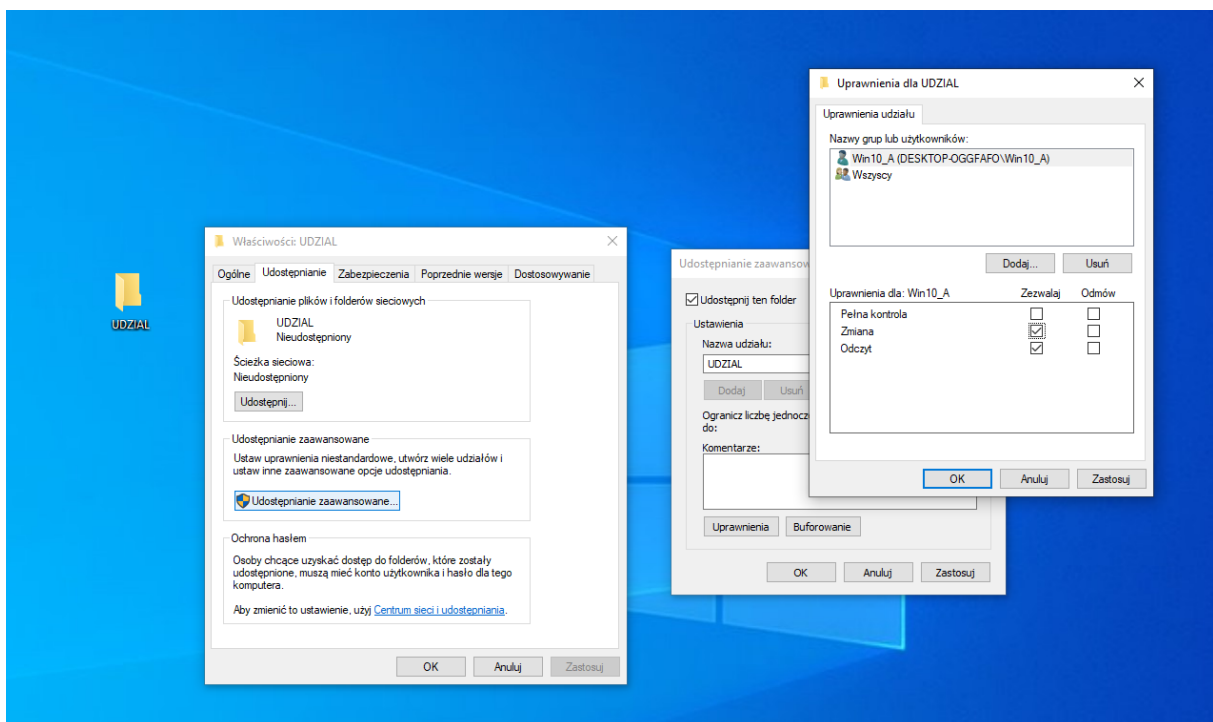 UDZIAL
Właściwości: UDZIAL
Ogólne Udostępnianie Zabezpieczenia Poprzednie wersje Dostosowywanie
Udostępnianie plików i folderów sieciowych
UDZIAL
Nieudostępniony
Ścieżka sieciowa:
Nieudostępniony
Udostępnij...
Udostępnianie zaawansowane
Ustaw uprawnienia niestandardowe, utwórz wiele udziałów i
ustaw inne zaawansowane opcje udostępniania.
Udostępnianie zaawansowane...
Ochrona hasłem
Osoby chcące uzyskać dostęp do folderów, które zostały
udostępnione, muszą mieć konto użytkownika i hasło dla tego
komputera.
Aby zmienić to ustawienie, użyj Centrum sieci i udostępniania.
OK Anuluj Zastosuj
Udostępnianie zaawansow
Udostępnij ten folder
Ustawienia
Nazwa udziału:
UDZIAL
Dodaj Usuń
Ogranicz liczbę jednocz
do:
Komentarze:
Uprawnienia Buforowanie
OK Anuluj Zastosuj
Uprawnienia dla UDZIAL
Uprawnienia udziału
Nazwy grup lub użytkowników:
Win10_A (DESKTOP-OGGFAFO\Win10_A)
Wszyscy
Dodaj... Usuń
Uprawnienia dla: Win10_A Zezwalaj Odmów
Pełna kontrola
Zmiana
Odczyt
OK Anuluj Zastosuj